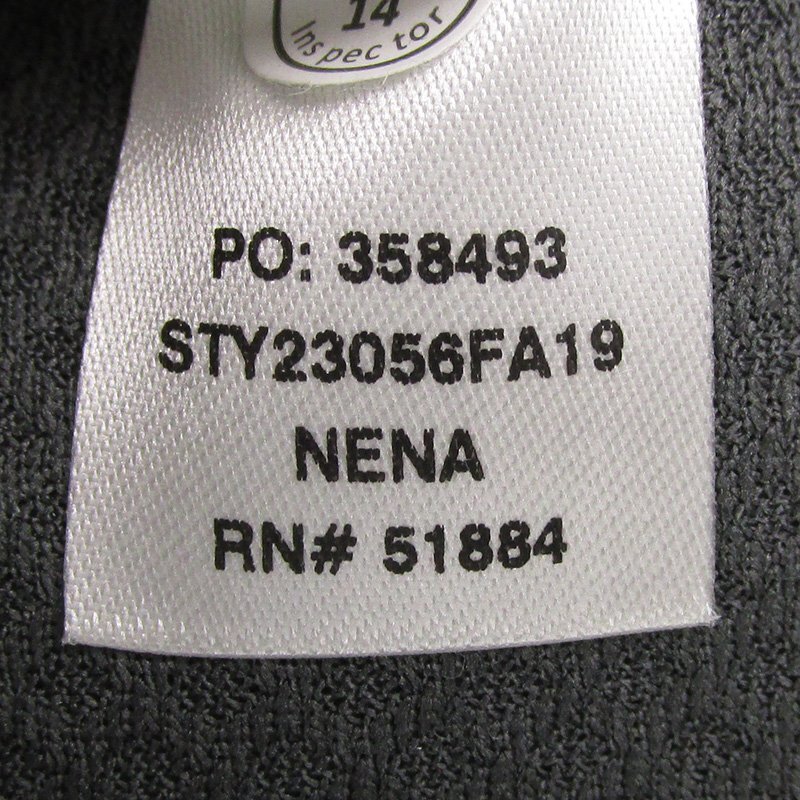 14
Inspector
PO: 358493
STY23056FA19
NENA
RN# 51884